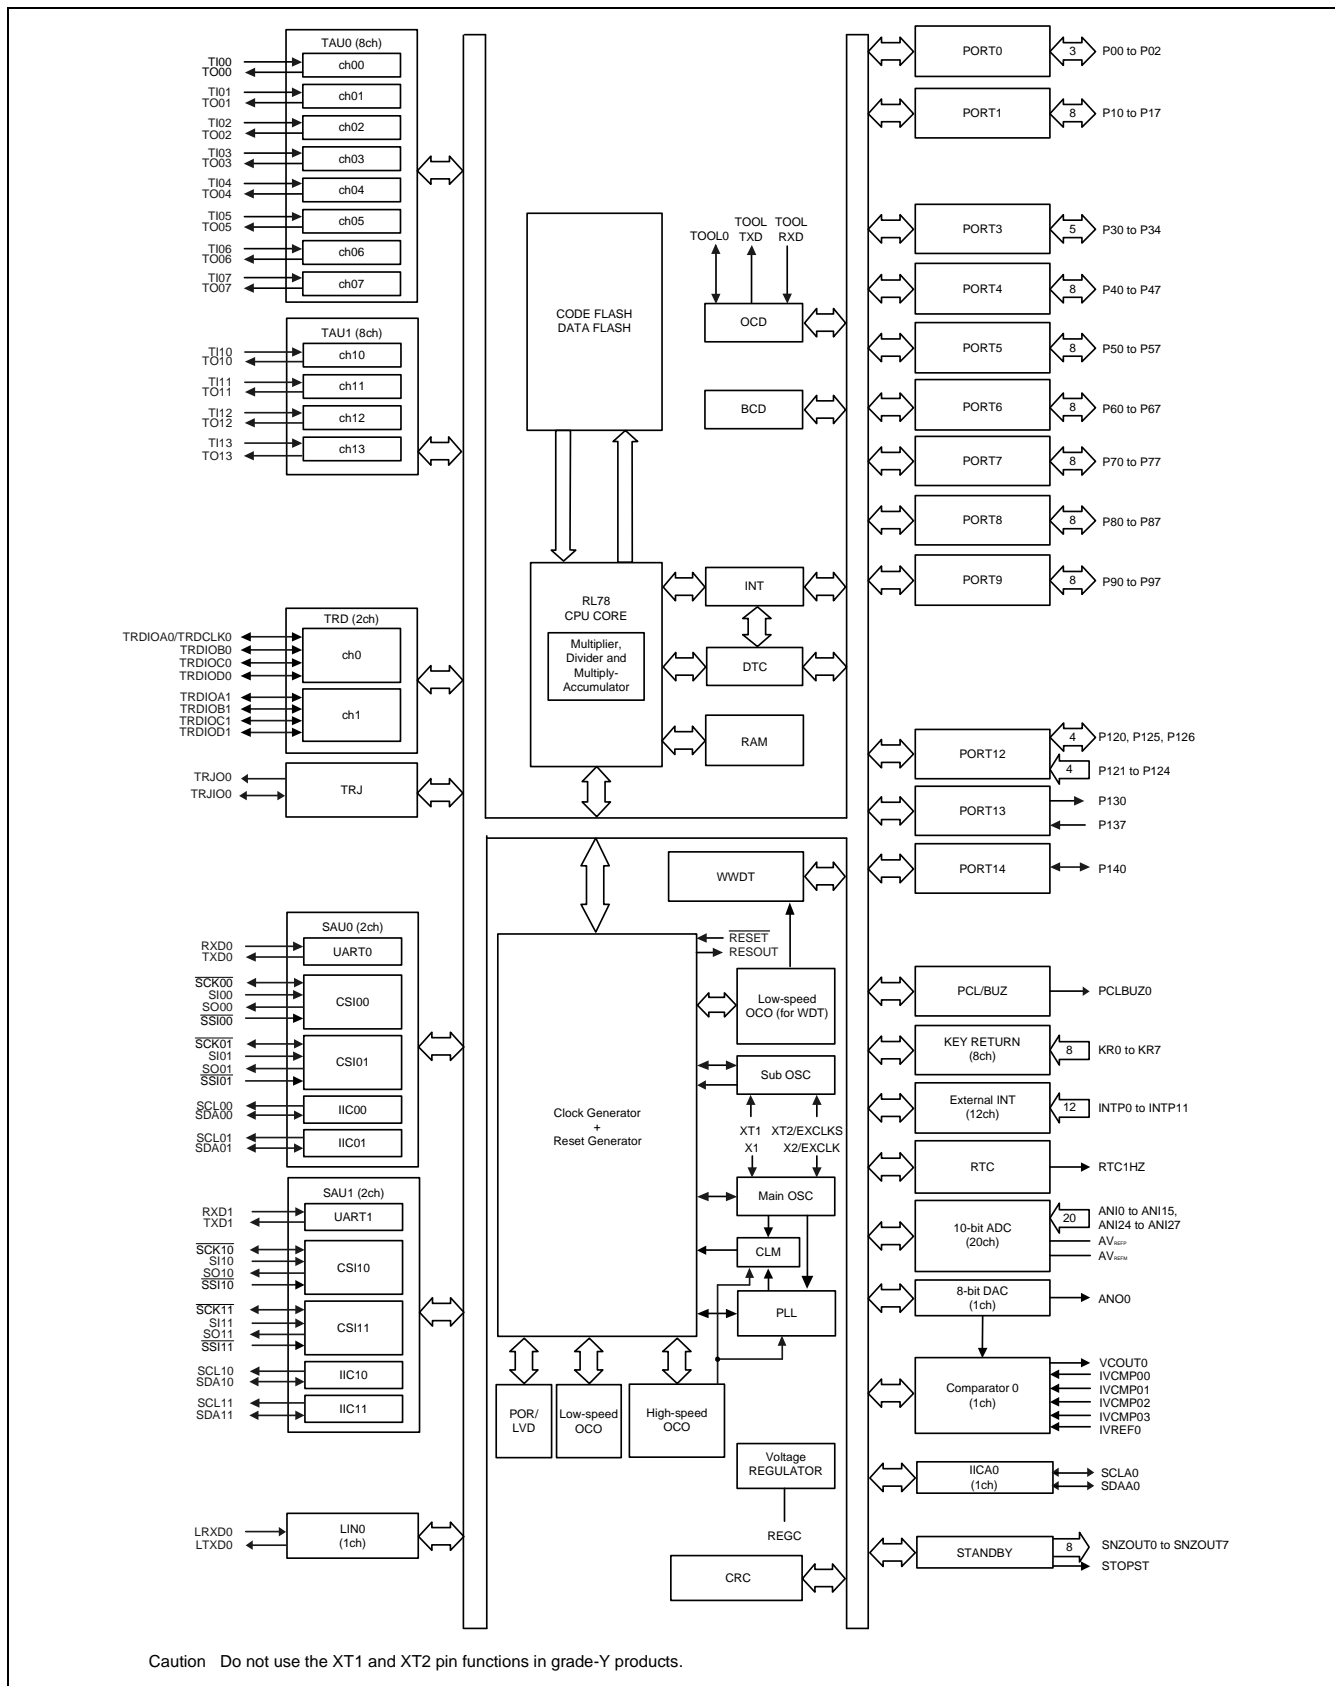 TAU0 (8ch)
TI00
TO00
ch00
TI01
TO01
ch01
TI02
TO02
ch02
TI03
TO03
ch03
TI04
TO04
ch04
TI05
TO05
ch05
TI06
TO06
ch06
TI07
TO07
ch07
TAU1 (8ch)
TI10
TO10
ch10
TI11
TO11
ch11
TI12
TO12
ch12
TI13
TO13
ch13
TRD (2ch)
TRDIOA0/TRDCLK0
TRDIOB0
TRDIOC0
TRDIOD0
ch0
TRDIOA1
TRDIOB1
TRDIOC1
TRDIOD1
ch1
TRJO0
TRJIO0
TRJ
SAU0 (2ch)
RXD0
TXD0
UART0
SCK00
SI00
SO00
SSI00
CSI00
SCK01
SI01
SO01
SSI01
CSI01
SCL00
SDA00
IIC00
SCL01
SDA01
IIC01
SAU1 (2ch)
RXD1
TXD1
UART1
SCK10
SI10
SO10
SSI10
CSI10
SCK11
SI11
SO11
SSI11
CSI11
SCL10
SDA10
IIC10
SCL11
SDA11
IIC11
LRXD0
LTXD0
LIN0
(1ch)
CODE FLASH
DATA FLASH
TOOL0
TOOL
TXD
TOOL
RXD
OCD
BCD
RL78
CPU CORE
Multiplier,
Divider and
Multiply-
Accumulator
INT
DTC
RAM
WWDT
RESET
RESOUT
Clock Generator
+
Reset Generator
Low-speed
OCO (for WDT)
Sub OSC
XT1
XT2/EXCLKS
X1
X2/EXCLK
Main OSC
CLM
PLL
POR/
LVD
Low-speed
OCO
High-speed
OCO
Voltage
REGULATOR
REGC
CRC
PORT0
3
P00 to P02
PORT1
8
P10 to P17
PORT3
5
P30 to P34
PORT4
8
P40 to P47
PORT5
8
P50 to P57
PORT6
8
P60 to P67
PORT7
8
P70 to P77
PORT8
8
P80 to P87
PORT9
8
P90 to P97
PORT12
4
P120, P125, P126
4
P121 to P124
PORT13
P130
P137
PORT14
P140
PCL/BUZ
PCLBUZ0
KEY RETURN
(8ch)
8
KR0 to KR7
External INT
(12ch)
12
INTP0 to INTP11
RTC
RTC1HZ
10-bit ADC
(20ch)
20
ANI0 to ANI15,
ANI24 to ANI27
AVREFP
AVREFM
8-bit DAC
(1ch)
ANO0
Comparator 0
(1ch)
VCOUT0
IVCMP00
IVCMP01
IVCMP02
IVCMP03
IVREF0
IICA0
(1ch)
SCLA0
SDAA0
STANDBY
8
SNZOUT0 to SNZOUT7
STOPST
Caution Do not use the XT1 and XT2 pin functions in grade-Y products.